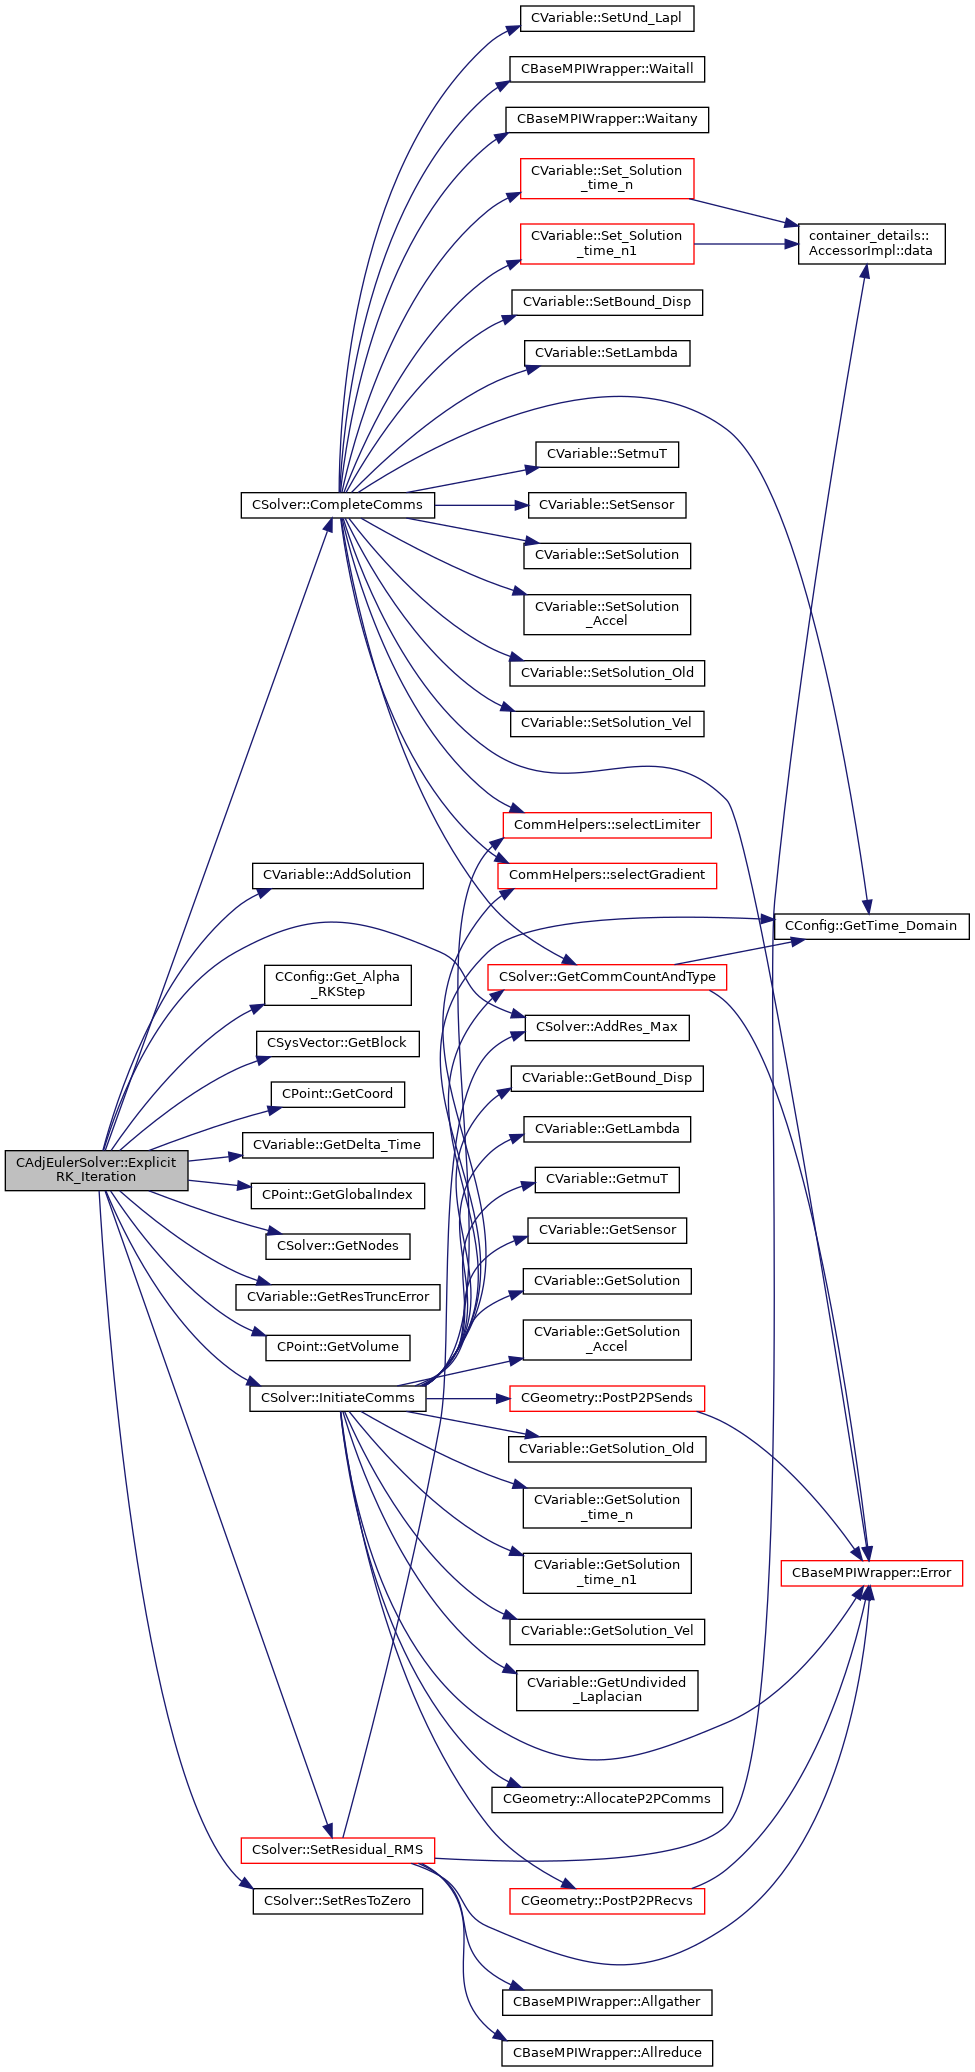 CVariable::SetUnd_Lapl
CBaseMPIWrapper::Waitall
CBaseMPIWrapper::Waitany
CVariable::Set_Solution
_time_n
container_details::
AccessorImpl::data
CVariable::Set_Solution
_time_n1
CVariable::SetBound_Disp
CVariable::SetLambda
CVariable::SetmuT
CSolver::CompleteComms
CVariable::SetSensor
CVariable::SetSolution
CVariable::SetSolution
_Accel
CVariable::SetSolution_Old
CVariable::SetSolution_Vel
CommHelpers::selectLimiter
CVariable::AddSolution
CommHelpers::selectGradient
CConfig::GetTime_Domain
CConfig::Get_Alpha
_RKStep
CSolver::GetCommCountAndType
CSolver::AddRes_Max
CSysVector::GetBlock
CVariable::GetBound_Disp
CPoint::GetCoord
CVariable::GetLambda
CVariable::GetDelta_Time
CAdjEulerSolver::Explicit
RK_Iteration
CVariable::GetmuT
CPoint::GetGlobalIndex
CVariable::GetSensor
CSolver::GetNodes
CVariable::GetSolution
CVariable::GetResTruncError
CVariable::GetSolution
_Accel
CPoint::GetVolume
CSolver::InitiateComms
CGeometry::PostP2PSends
CVariable::GetSolution_Old
CVariable::GetSolution
_time_n
CVariable::GetSolution
_time_n1
CBaseMPIWrapper::Error
CVariable::GetSolution_Vel
CVariable::GetUndivided
_Laplacian
CGeometry::AllocateP2PComms
CSolver::SetResidual_RMS
CSolver::SetResToZero
CGeometry::PostP2PRecvs
CBaseMPIWrapper::Allgather
CBaseMPIWrapper::Allreduce